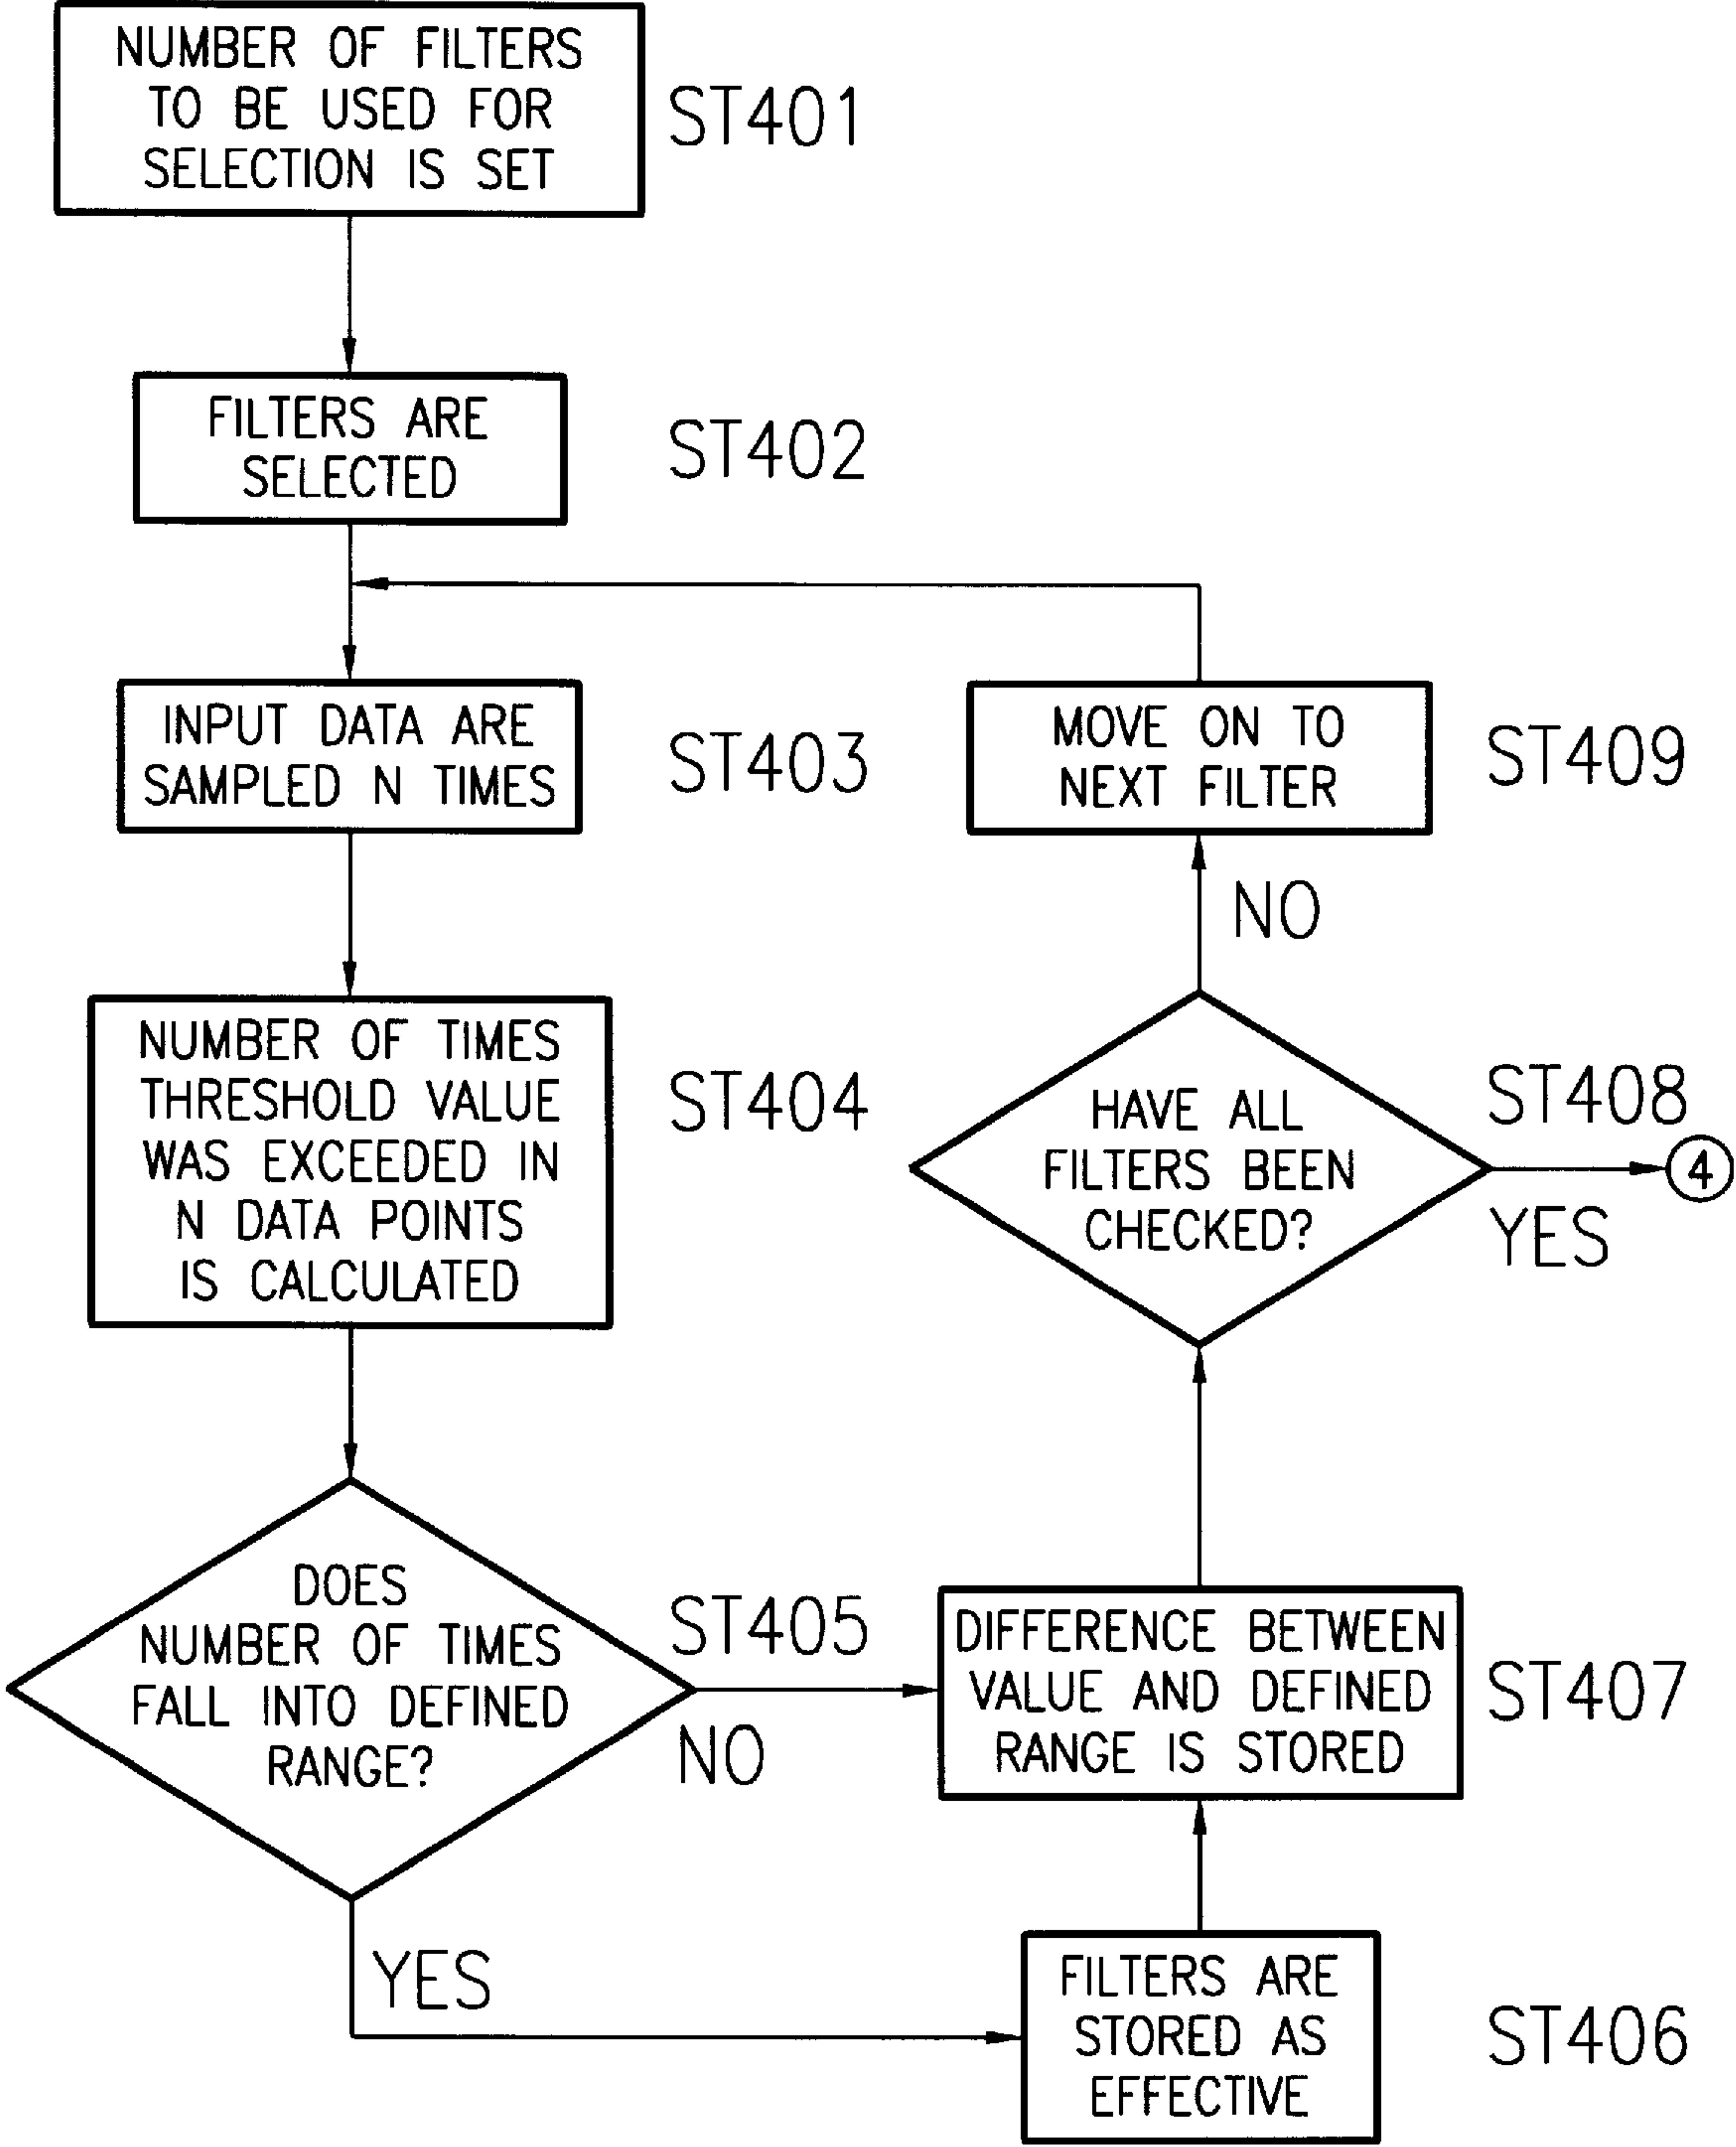 NUMBER OF FILTERS
TO BE USED FOR
SELECTION IS SET
ST401
FILTERS ARE
SELECTED
ST402
INPUT DATA ARE
SAMPLED N TIMES
ST403
NUMBER OF TIMES
THRESHOLD VALUE
WAS EXCEEDED IN
N DATA POINTS
IS CALCULATED
ST404
DOES
NUMBER OF TIMES
FALL INTO DEFINED
RANGE?
ST405
NO
YES
FILTERS ARE
STORED AS
EFFECTIVE
ST406
DIFFERENCE BETWEEN
VALUE AND DEFINED
RANGE IS STORED
ST407
HAVE ALL
FILTERS BEEN
CHECKED?
ST408
YES
4
NO
MOVE ON TO
NEXT FILTER
ST409